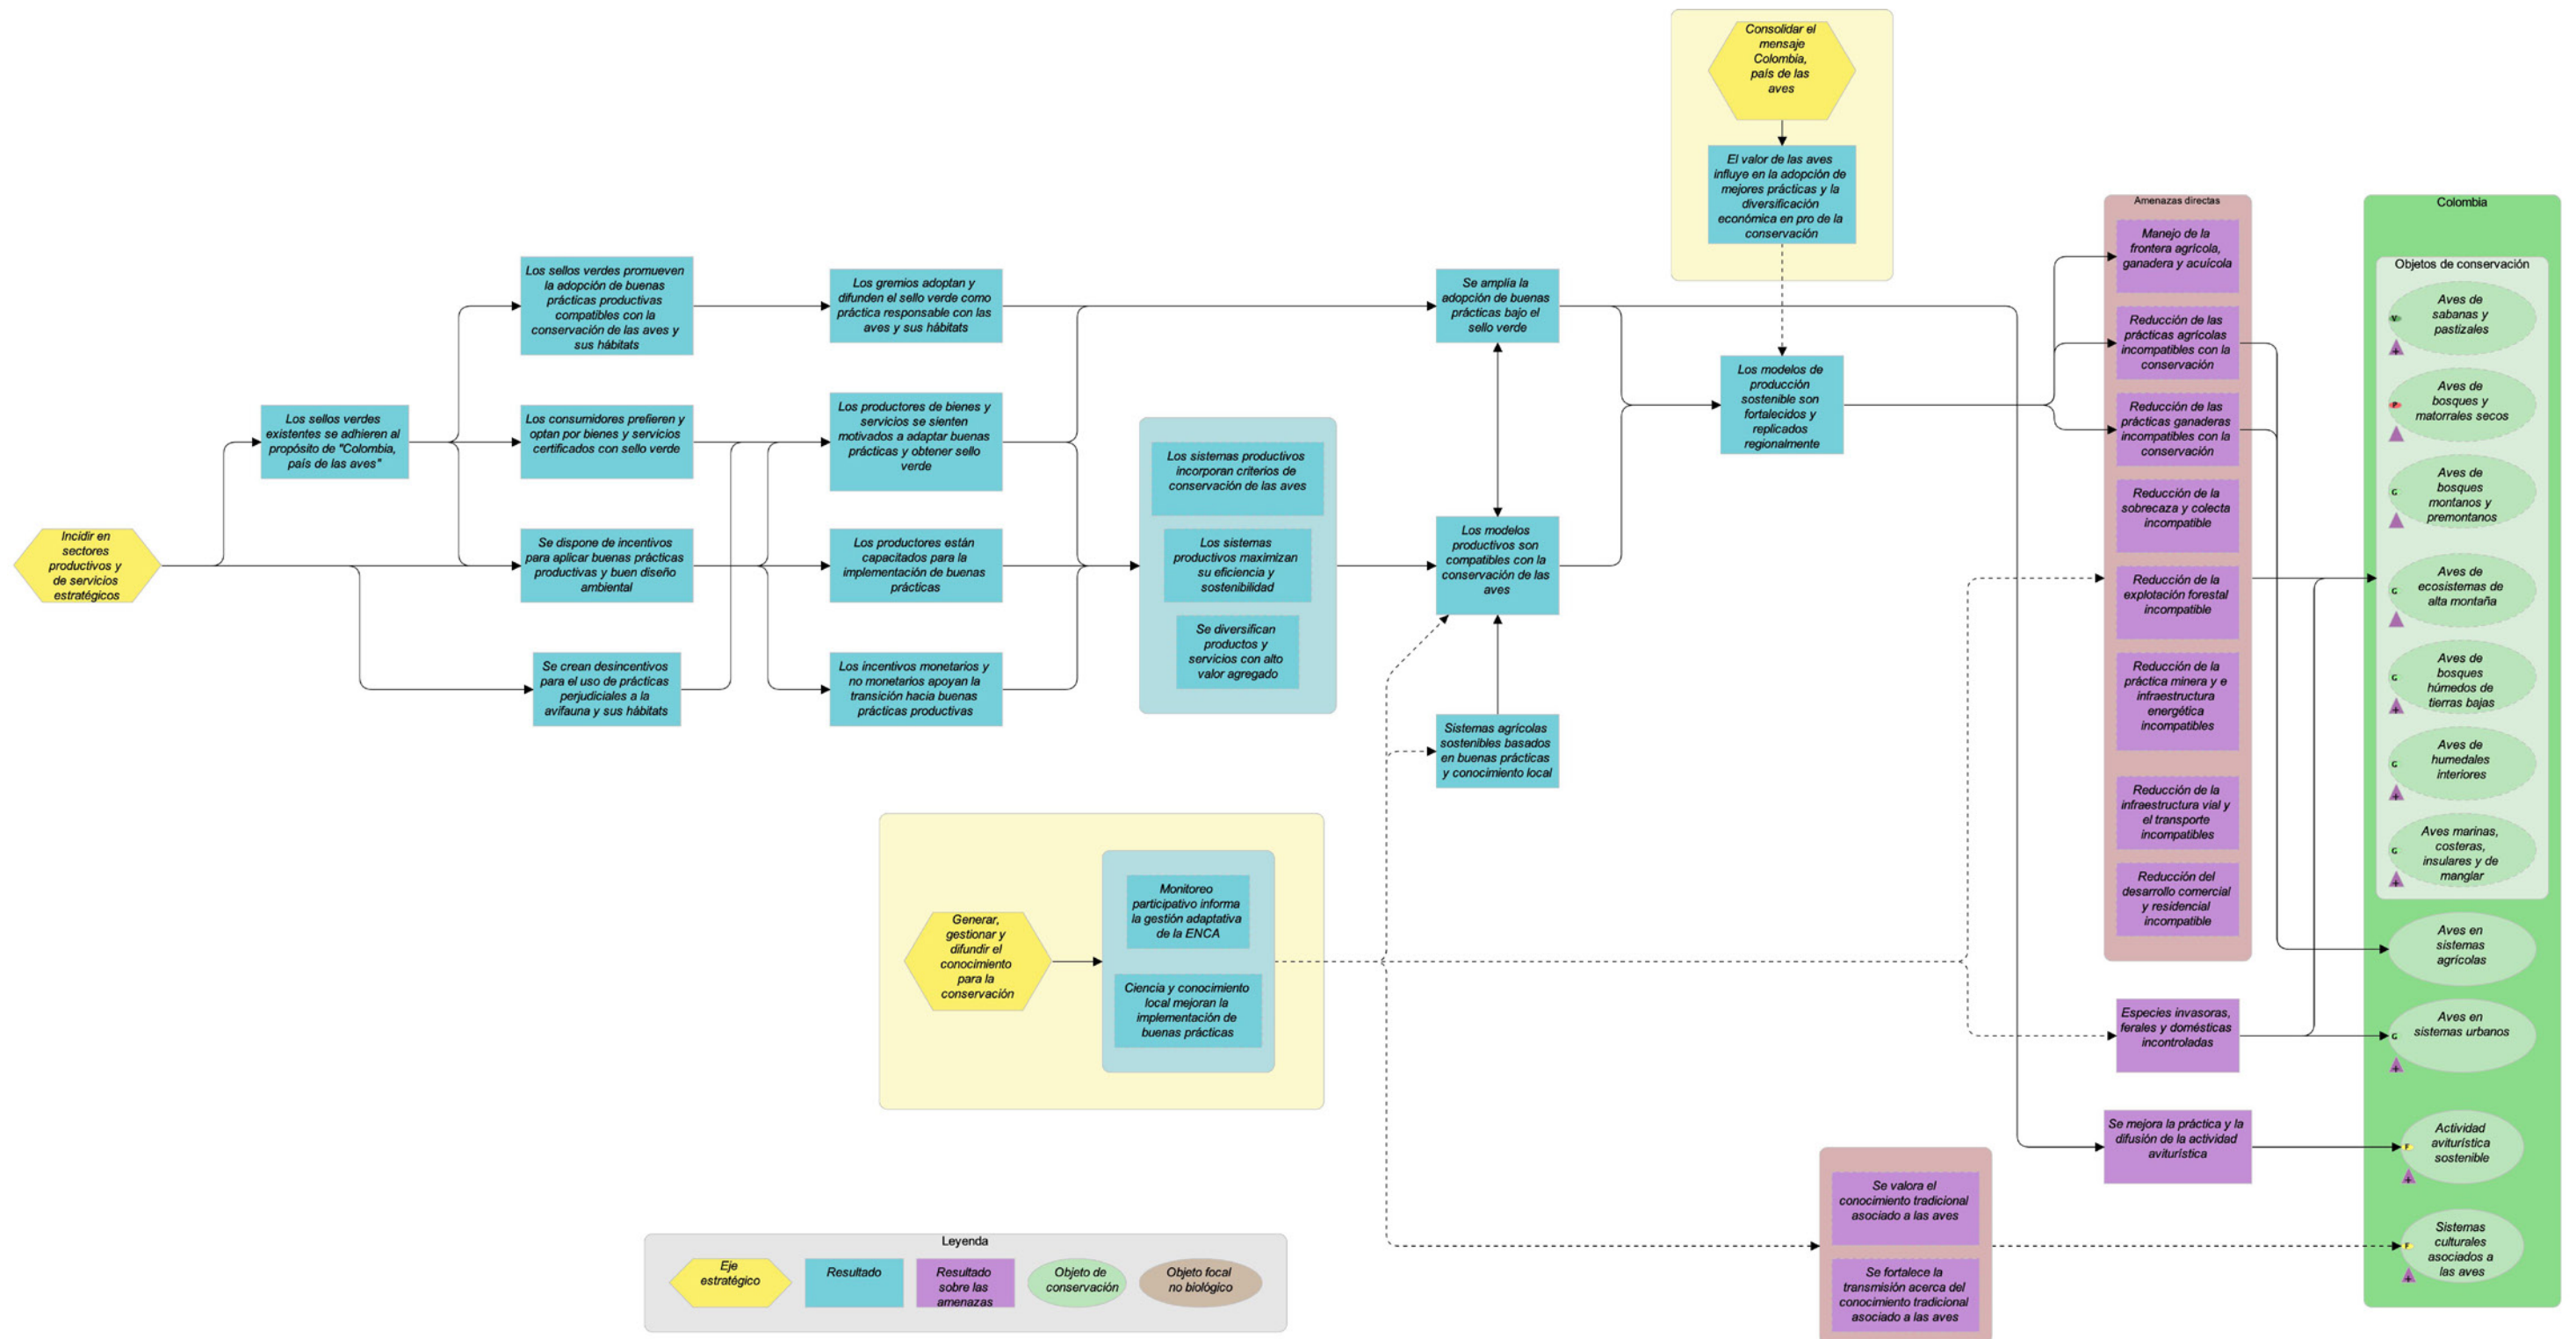 Consolidar el
mensaje
Colombia,
país de las
aves
El valor de las aves
influye en la adopción de
mejores prácticas y la
diversificación
económica en pro de la
conservación
Incidir en
sectores
productivos y
de servicios
estratégicos
Los sellos verdes
existentes se adhieren al
propósito de "Colombia,
país de las aves"
Los sellos verdes promueven
la adopción de buenas
prácticas productivas
compatibles con la
conservación de las aves y
sus hábitats
Los consumidores prefieren y
optan por bienes y servicios
certificados con sello verde
Se dispone de incentivos
para aplicar buenas prácticas
productivas y buen diseño
ambiental
Se crean desincentivos
para el uso de prácticas
perjudiciales a la
avifauna y sus hábitats
Los gremios adoptan y
difunden el sello verde como
práctica responsable con las
aves y sus hábitats
Los productores de bienes y
servicios se sienten
motivados a adaptar buenas
prácticas y obtener sello
verde
Los productores están
capacitados para la
implementación de buenas
prácticas
Los incentivos monetarios y
no monetarios apoyan la
transición hacia buenas
prácticas productivas
Los sistemas productivos
incorporan criterios de
conservación de las aves
Los sistemas
productivos maximizan
su eficiencia y
sostenibilidad
Se diversifican
productos y
servicios con alto
valor agregado
Se amplía la
adopción de buenas
prácticas bajo el
sello verde
Los modelos
productivos son
compatibles con la
conservación de las
aves
Sistemas agrícolas
sostenibles basados
en buenas prácticas
y conocimiento local
Los modelos de
producción
sostenible son
fortalecidos y
replicados
regionalmente
Generar,
gestionar y
difundir el
conocimiento
para la
conservación
Monitoreo
participativo informa
la gestión adaptativa
de la ENCA
Ciencia y conocimiento
local mejoran la
implementación de
buenas prácticas
Amenazas directas
Manejo de la
frontera agrícola,
ganadera y acuícola
Reducción de las
prácticas agrícolas
incompatibles con la
conservación
Reducción de las
prácticas ganaderas
incompatibles con la
conservación
Reducción de la
sobrecaza y colecta
incompatible
Reducción de la
explotación forestal
incompatible
Reducción de la
práctica minera y e
infraestructura
energética
incompatibles
Reducción de la
infraestructura vial y
el transporte
incompatibles
Reducción del
desarrollo comercial
y residencial
incompatible
Especies invasoras,
ferales y domésticas
incontroladas
Se mejora la práctica y la
difusión de la actividad
aviturística
Se valora el
conocimiento tradicional
asociado a las aves
Se fortalece la
transmisión acerca del
conocimiento tradicional
asociado a las aves
Colombia
Objetos de conservación
V
Aves de
sabanas y
pastizales
P
Aves de
bosques y
matorrales secos
G
Aves de
bosques
montanos y
premontanos
G
Aves de
ecosistemas de
alta montaña
G
Aves de
bosques
húmedos de
tierras bajas
G
Aves de
humedales
interiores
G
Aves marinas,
costeras,
insulares y de
manglar
Aves en
sistemas
agrícolas
G
Aves en
sistemas urbanos
F
Actividad
aviturística
sostenible
F
Sistemas
culturales
asociados a
las aves
Leyenda
Eje
estratégico
Resultado
Resultado
sobre las
amenazas
Objeto de
conservación
Objeto focal
no biológico